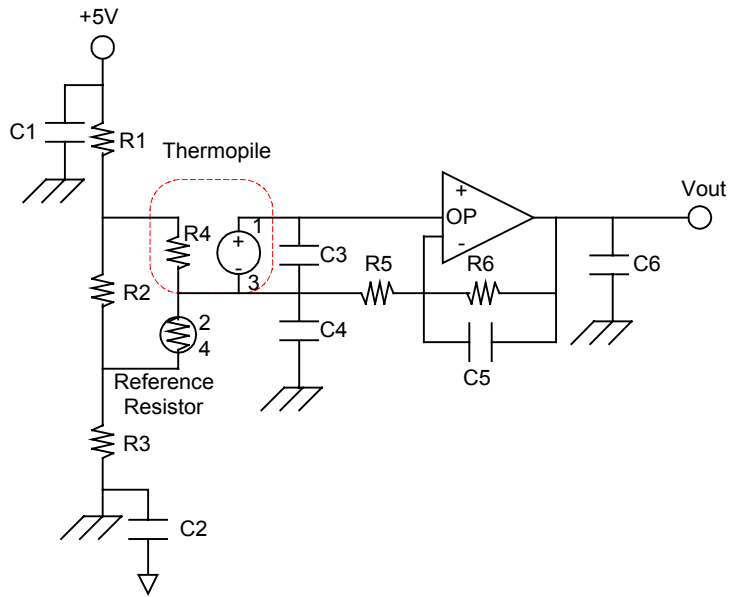 +5V
C1
R1
Thermopile
Vout
R4
1
+
-
3
+
OP
-
C3
R5
R6
C6
R2
2
4
C4
C5
Reference
Resistor
R3
C2